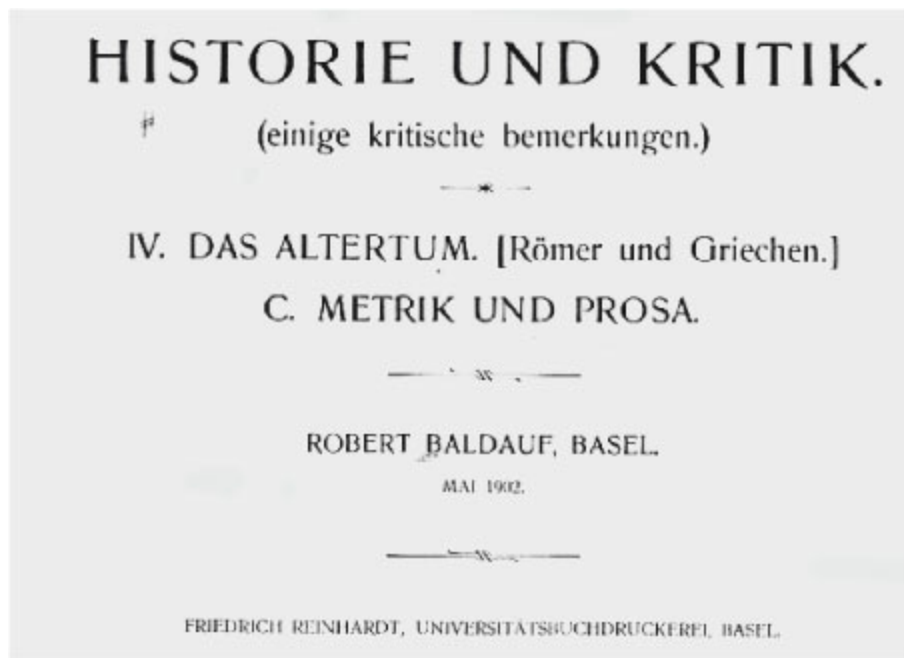 HISTORIE UND KRITIK.
(einige kritische bemerkungen.)
IV. DAS ALTERTUM. [Römer und Griechen.]
C. METRIK UND PROSA.
ROBERT BALDAUF, BASEL.
MAI 1902.
FRIEDRICH REINHARDT, UNIVERSITÄTSBUCHDRUCKEREI, BASEL.